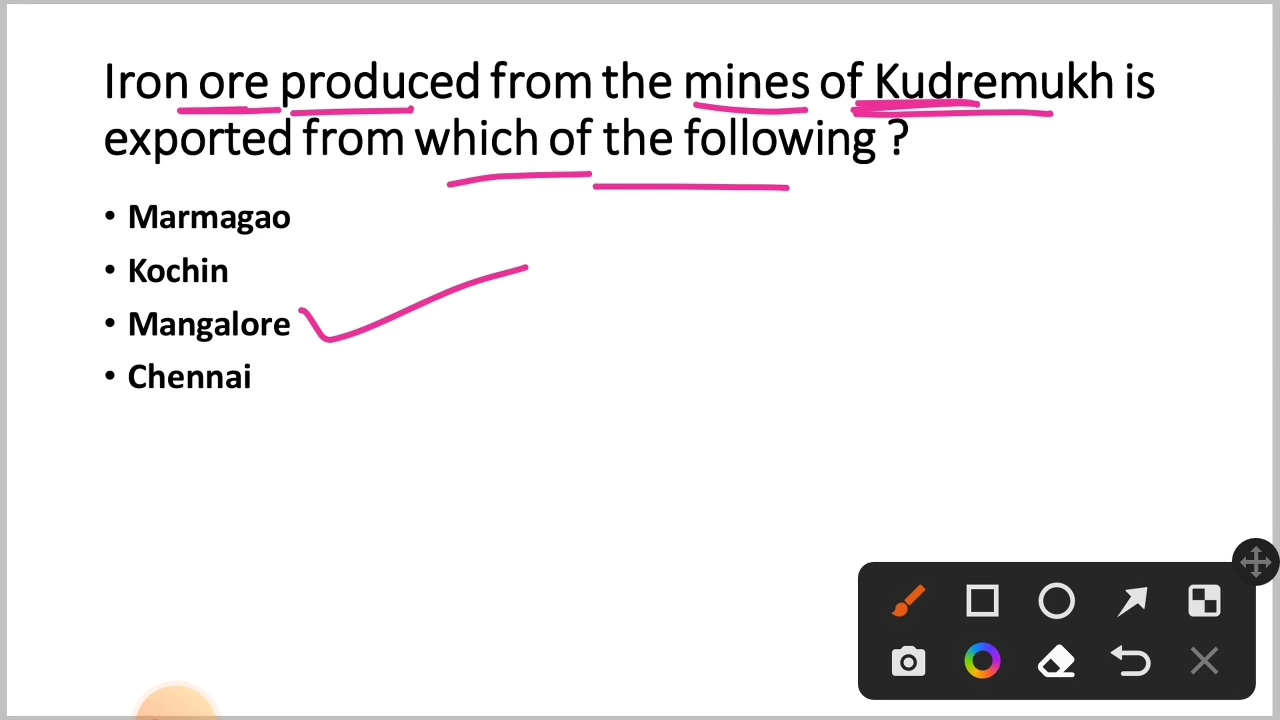 Iron ore produced from the mines of Kudremukh is
exported from which of the following ?
• Marmagao
• Kochin
• Mangalore
• Chennai